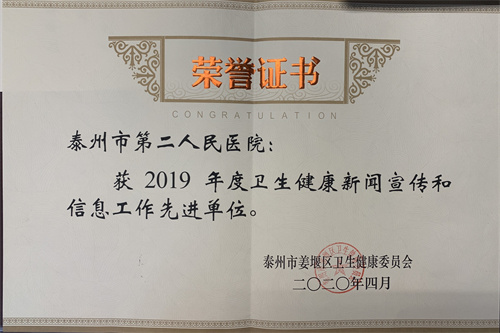 荣誉证书
CONGRATULATION
泰州市第二人民医院：
获 2019 年度卫生健康新闻宣传和
信息工作先进单位。
泰州市姜堰区卫生健康委员会
二〇二〇年四月